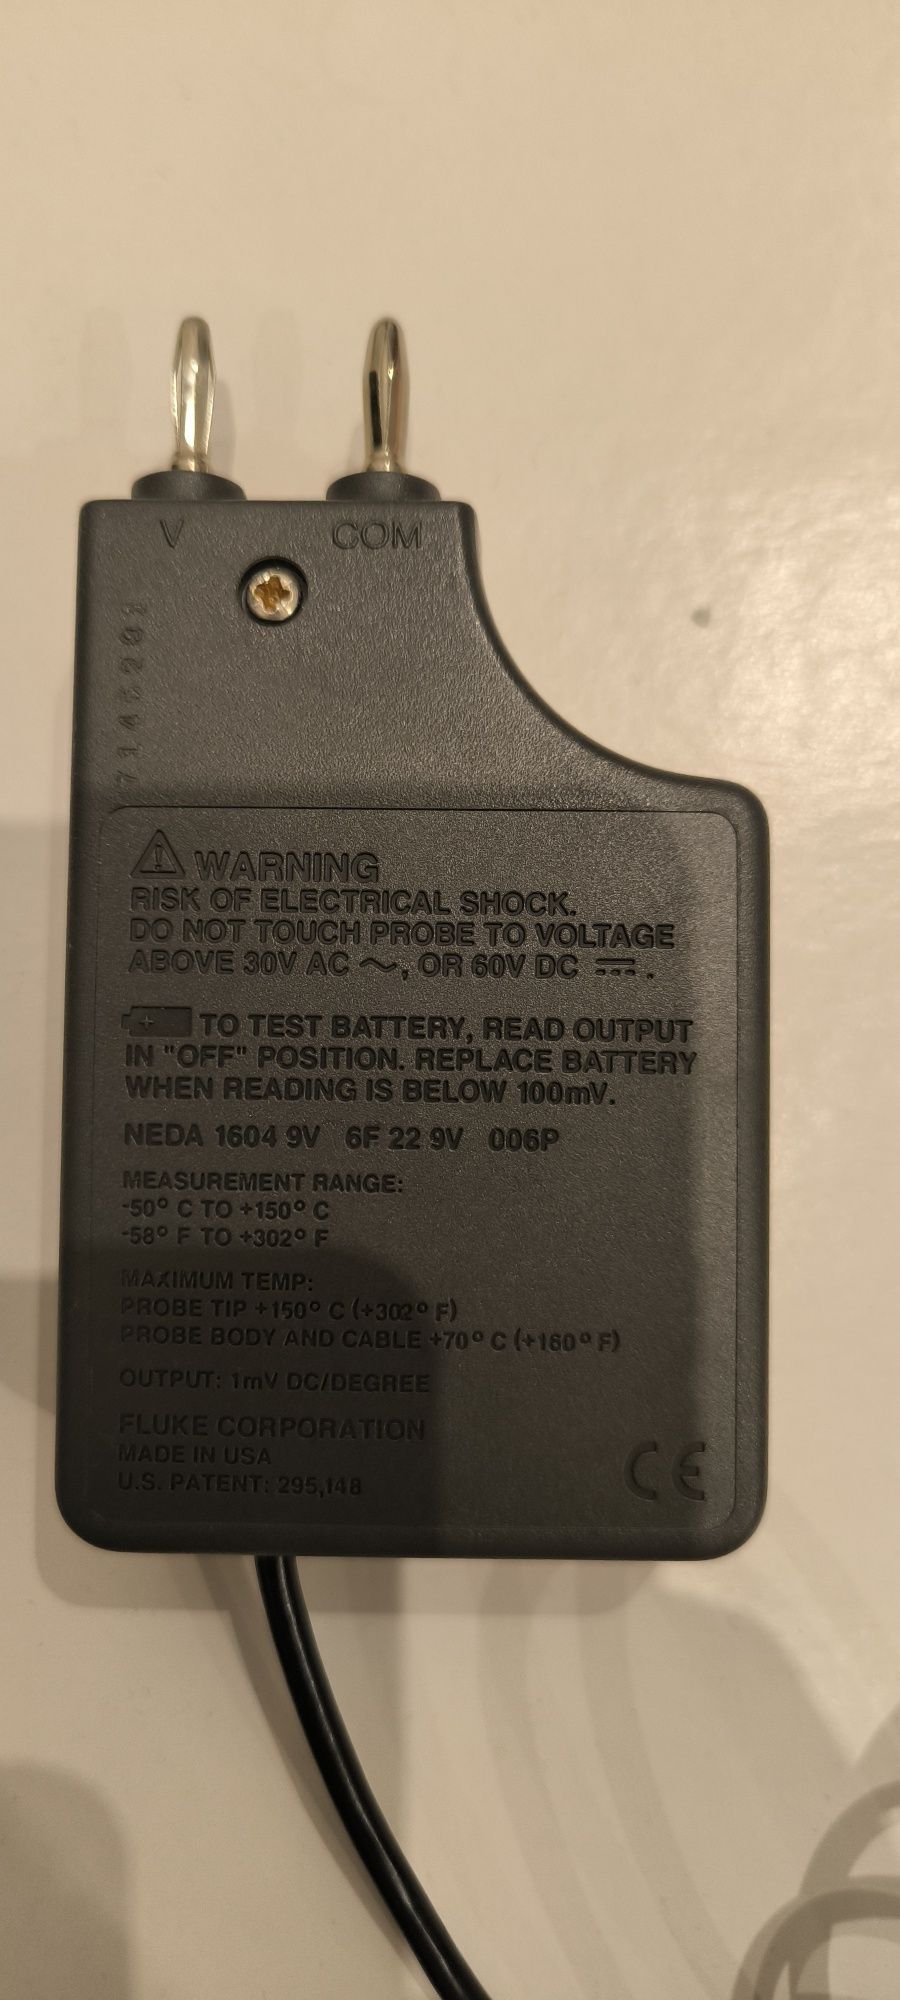 V COM
WARNING
RISK OF ELECTRICAL SHOCK.
DO NOT TOUCH PROBE TO VOLTAGE
ABOVE 30V AC ～, OR 60V DC ⎓.
+ TO TEST BATTERY, READ OUTPUT
IN "OFF" POSITION. REPLACE BATTERY
WHEN READING IS BELOW 100mV.
NEDA 1604 9V 6F 22 9V 006P
MEASUREMENT RANGE:
-50° C TO +150° C
-58° F TO +302° F
MAXIMUM TEMP:
PROBE TIP +150° C (+302° F)
PROBE BODY AND CABLE +70° C (+160° F)
OUTPUT: 1mV DC/DEGREE
FLUKE CORPORATION
MADE IN USA
U.S. PATENT: 295,148
CE